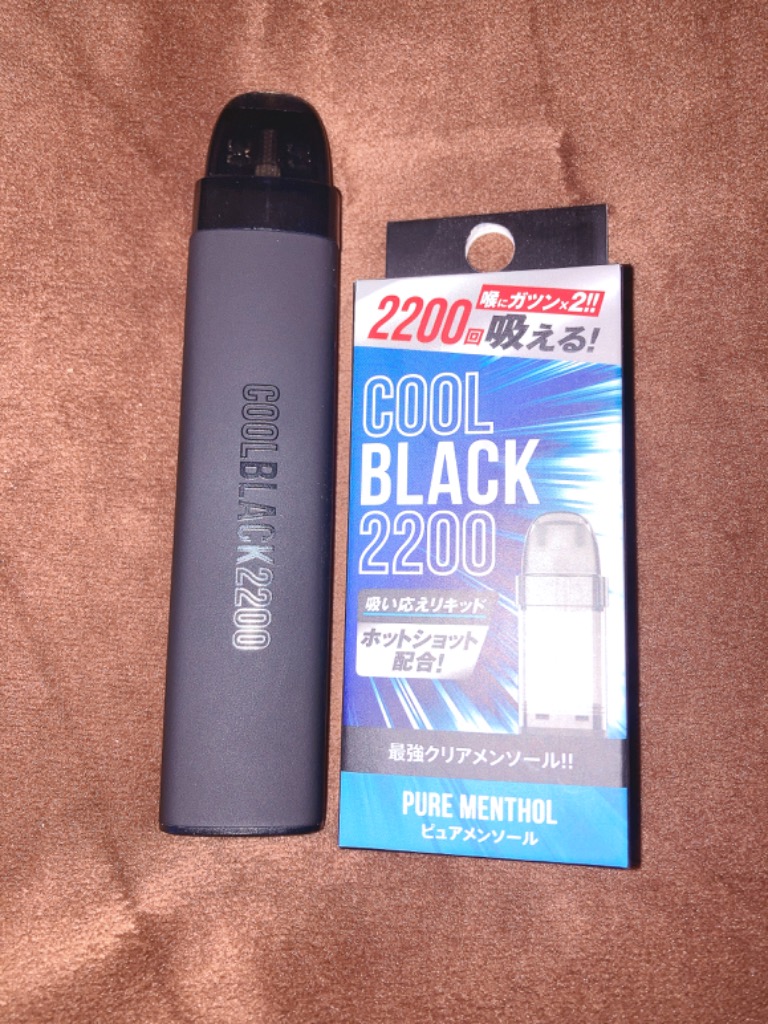 COOLBLACK2200
喉にガツン×2!!
2200回吸える!
COOL
BLACK
2200
吸い応えリキッド
ホットショット
配合!
最強クリアメンソール!!
PURE MENTHOL
ピュアメンソール